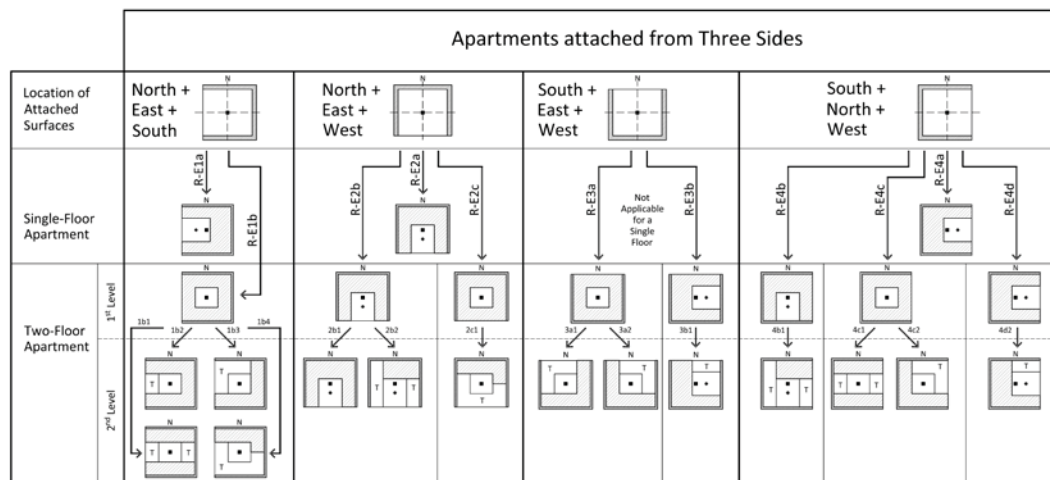 Apartments attached from Three Sides
Location of
Attached
Surfaces
North +
East +
South
N
North +
East +
West
N
South +
East +
West
N
South +
North +
West
N
Single-Floor
Apartment
R-E1a
R-E1b
N
R-E2b
R-E2a
R-E2c
N
R-E3a
Not
Applicable
for a
Single
Floor
R-E3b
R-E4b
R-E4c
R-E4a
R-E4d
N
Two-Floor
Apartment
1st Level
N
N
N
N
N
N
N
N
1b1
1b2
1b3
1b4
2b1
2b2
2c1
3a1
3a2
3b1
4b1
4c1
4c2
4d2
2nd Level
N
T
N
T
N
N
T
T
T
N
T
N
T
N
T
N
T
N
T
T
N
T
T
N
T
N
T
N
T
T
N
T